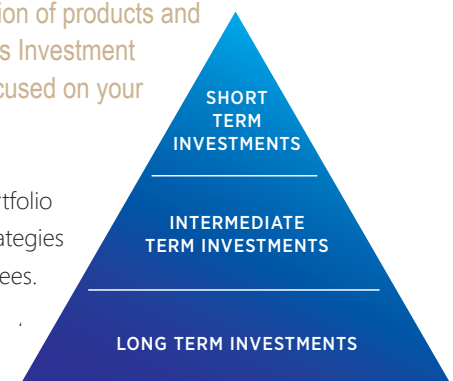 ion of products and
s Investment
cused on your
rtfolio
ategies
ees.
SHORT
TERM
INVESTMENTS
INTERMEDIATE
TERM INVESTMENTS
LONG TERM INVESTMENTS